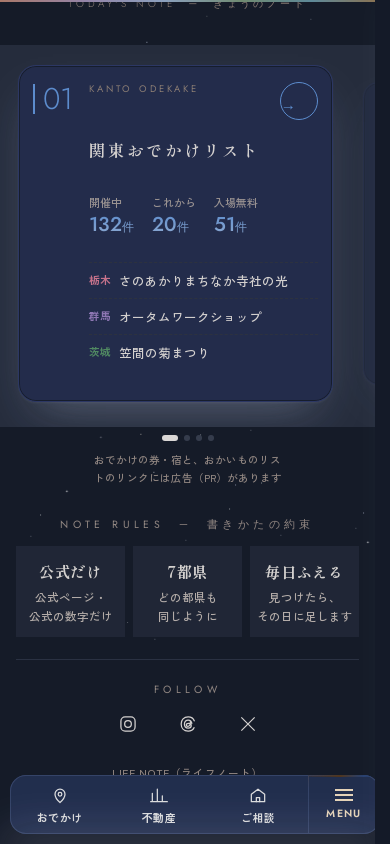 TODAY'S NOTE — きょうのノート
01
KANTO ODEKAKE
→
関東おでかけリスト
開催中 これから 入場無料
132件 20件 51件
栃木 さのあかりまちなか寺社の光
群馬 オータムワークショップ
茨城 笠間の菊まつり
おでかけの券・宿と、おかいものリス
トのリンクには広告（PR）があります
NOTE RULES — 書きかたの約束
公式だけ 7都県 毎日ふえる
公式ページ・ どの都県も 見つけたら、
公式の数字だけ 同じように その日に足します
FOLLOW
LIFE NOTE（ライフノート）
おでかけ 不動産 ご相談 MENU